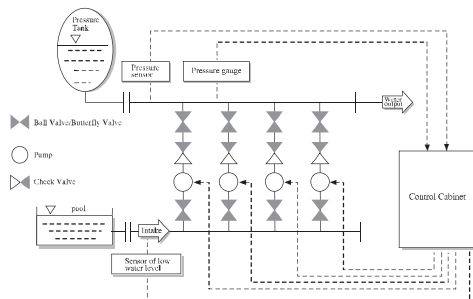 Pressure
Tank
Pressure
sensor
Pressure gauge
Water
output
Ball Valve/Butterfly Valve
Pump
Check Valve
Control Cabinet
pool
Intake
Sensor of low
water level